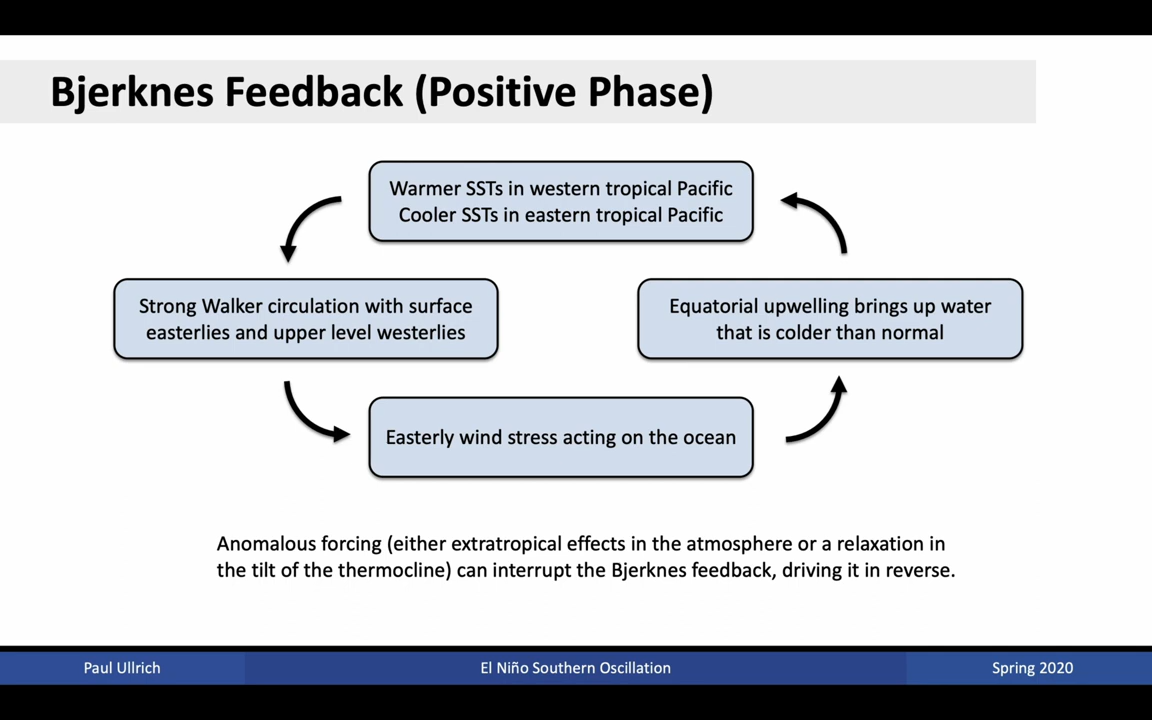 Bjerknes Feedback (Positive Phase)
Warmer SSTs in western tropical Pacific
Cooler SSTs in eastern tropical Pacific
Strong Walker circulation with surface
easterlies and upper level westerlies
Equatorial upwelling brings up water
that is colder than normal
Easterly wind stress acting on the ocean
Anomalous forcing (either extratropical effects in the atmosphere or a relaxation in
the tilt of the thermocline) can interrupt the Bjerknes feedback, driving it in reverse.
Paul Ullrich
El Niño Southern Oscillation
Spring 2020